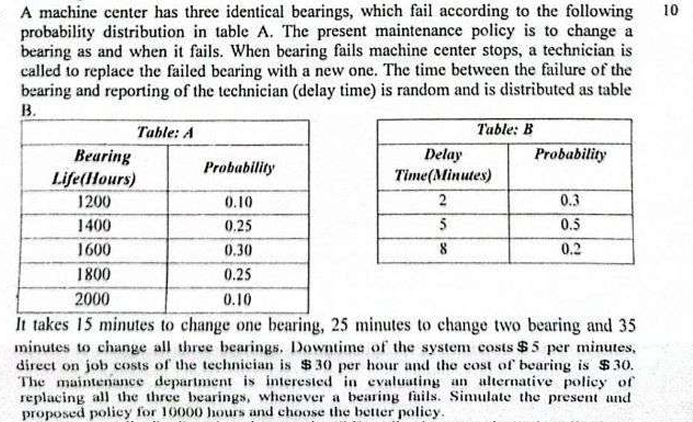 A machine center has three identical bearings, which fail according to the following 10
probability distribution in table A. The present maintenance policy is to change a
bearing as and when it fails. When bearing fails machine center stops, a technician is
called to replace the failed bearing with a new one. The time between the failure of the
bearing and reporting of the technician (delay time) is random and is distributed as table
B.
Table: A
Bearing Life(Hours) Probability
1200 0.10
1400 0.25
1600 0.30
1800 0.25
2000 0.10
Table: B
Delay Time(Minutes) Probability
2 0.3
5 0.5
8 0.2
It takes 15 minutes to change one bearing, 25 minutes to change two bearing and 35
minutes to change all three bearings. Downtime of the system costs $5 per minutes,
direct on job costs of the technician is $30 per hour and the cost of bearing is $30.
The maintenance department is interested in evaluating an alternative policy of
replacing all the three bearings, whenever a bearing fails. Simulate the present and
proposed policy for 10000 hours and choose the better policy.